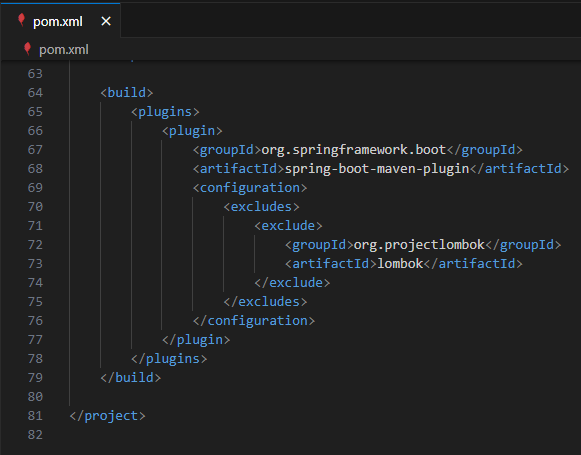 pom.xml
pom.xml
63
64 <build>
65 <plugins>
66 <plugin>
67 <groupId>org.springframework.boot</groupId>
68 <artifactId>spring-boot-maven-plugin</artifactId>
69 <configuration>
70 <excludes>
71 <exclude>
72 <groupId>org.projectlombok</groupId>
73 <artifactId>lombok</artifactId>
74 </exclude>
75 </excludes>
76 </configuration>
77 </plugin>
78 </plugins>
79 </build>
80
81 </project>
82